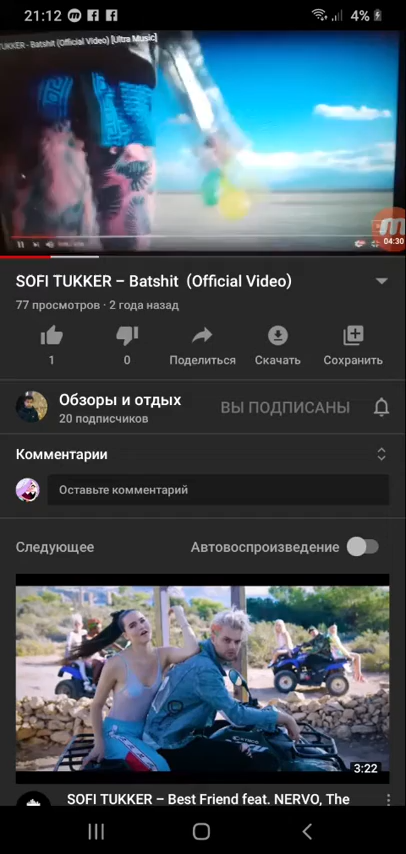 21:12
4%
TUKKER - Batshit (Official Video) [Ultra Music]
04:30
SOFI TUKKER – Batshit (Official Video)
77 просмотров · 2 года назад
1 0 Поделиться Скачать Сохранить
Обзоры и отдых
20 подписчиков
ВЫ ПОДПИСАНЫ
Комментарии
Оставьте комментарий
Следующее
Автовоспроизведение
3:22
SOFI TUKKER – Best Friend feat. NERVO, The